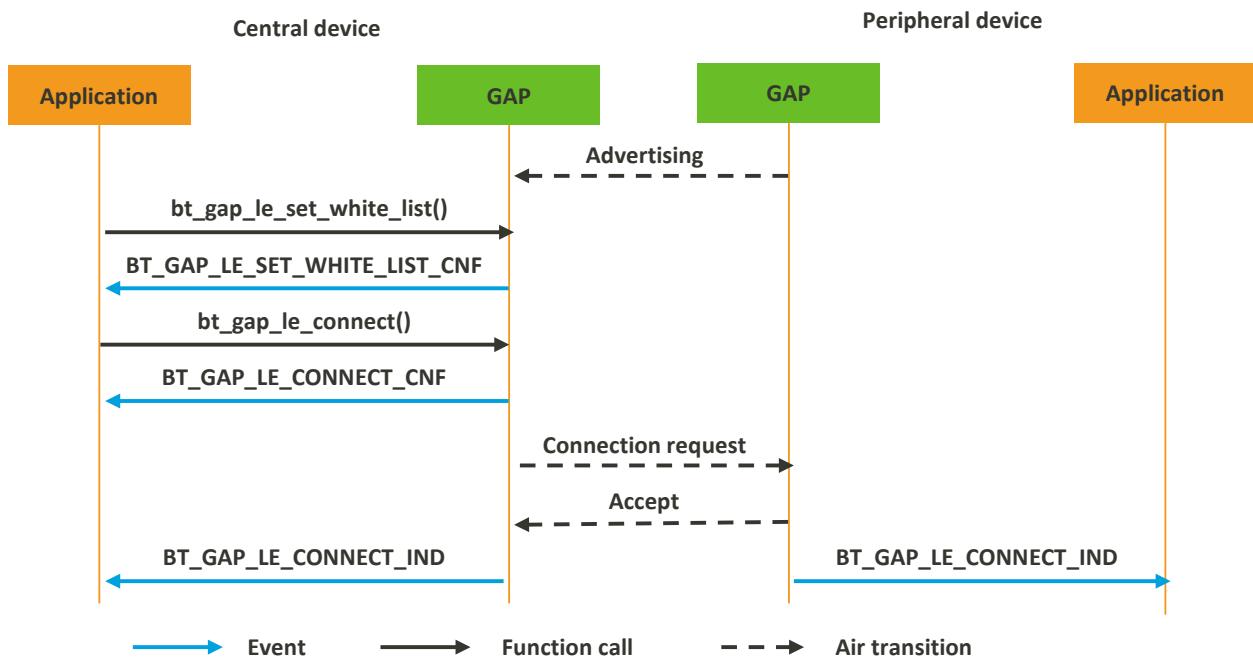 Central device
Peripheral device
Application
GAP
GAP
Application
Advertising
bt_gap_le_set_white_list()
BT_GAP_LE_SET_WHITE_LIST_CNF
bt_gap_le_connect()
BT_GAP_LE_CONNECT_CNF
Connection request
Accept
BT_GAP_LE_CONNECT_IND
BT_GAP_LE_CONNECT_IND
Event
Function call
Air transition